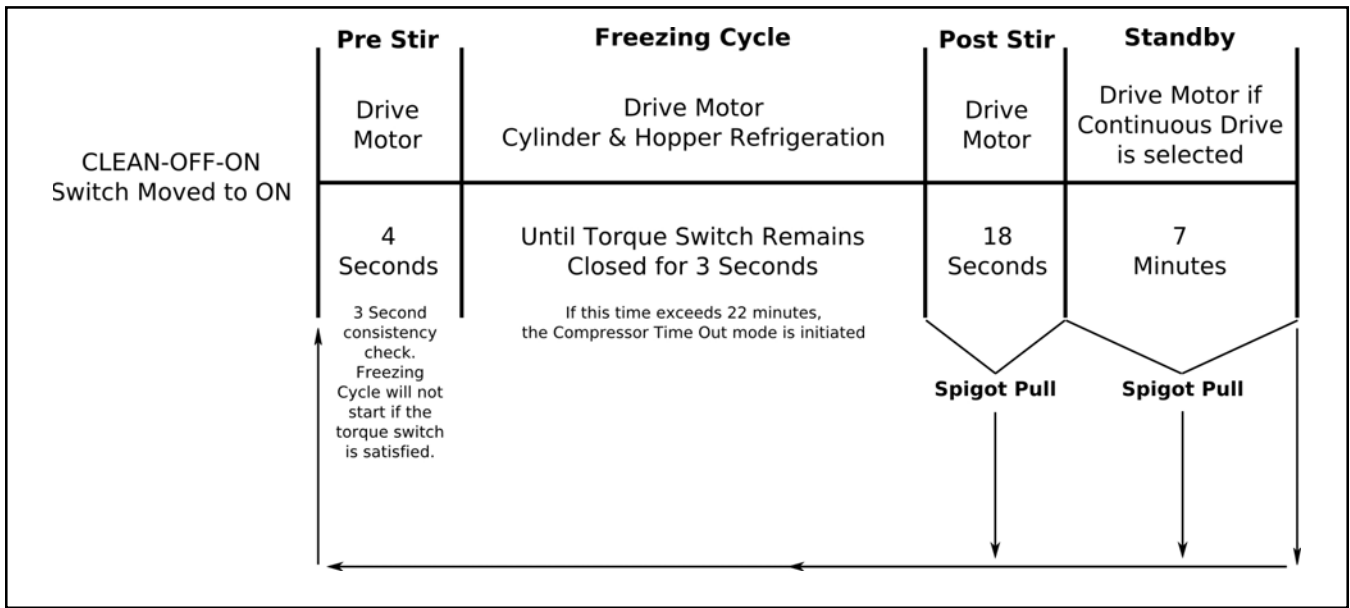 Pre Stir
Freezing Cycle
Post Stir
Standby
CLEAN-OFF-ON
Switch Moved to ON
Drive
Motor
Drive Motor
Cylinder & Hopper Refrigeration
Drive
Motor
Drive Motor if
Continuous Drive
is selected
4
Seconds
Until Torque Switch Remains
Closed for 3 Seconds
18
Seconds
7
Minutes
3 Second
consistency
check.
Freezing
Cycle will not
start if the
torque switch
is satisfied.
If this time exceeds 22 minutes,
the Compressor Time Out mode is initiated
Spigot Pull
Spigot Pull